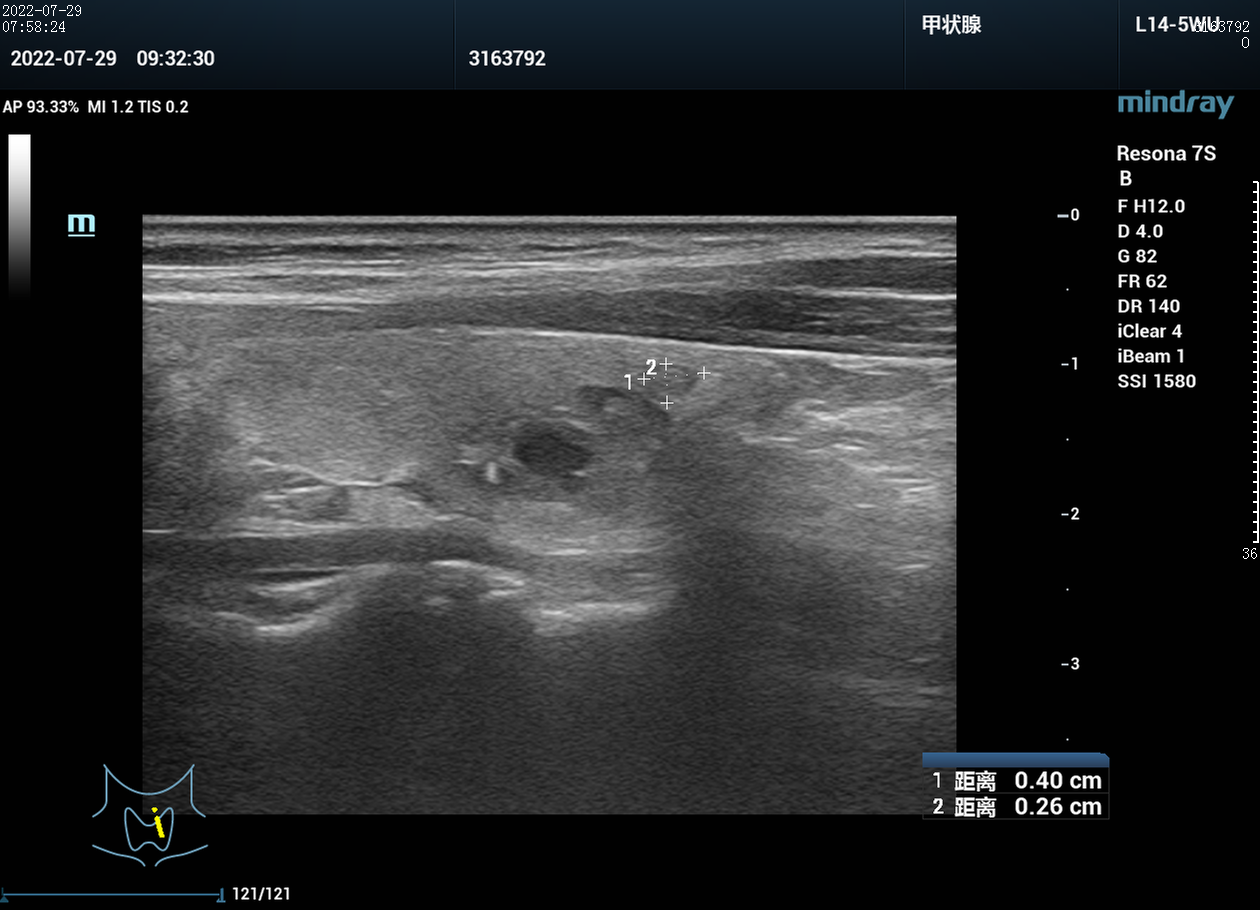 2022-07-29
07:58:24
2022-07-29 09:32:30
3163792
甲状腺
L14-5WU
3163792
0
AP 93.33% MI 1.2 TIS 0.2
mindray
Resona 7S
B
F H12.0
D 4.0
G 82
FR 62
DR 140
iClear 4
iBeam 1
SSI 1580
m
0
1
2
3
2
1
36
1 距离 0.40 cm
2 距离 0.26 cm
121/121